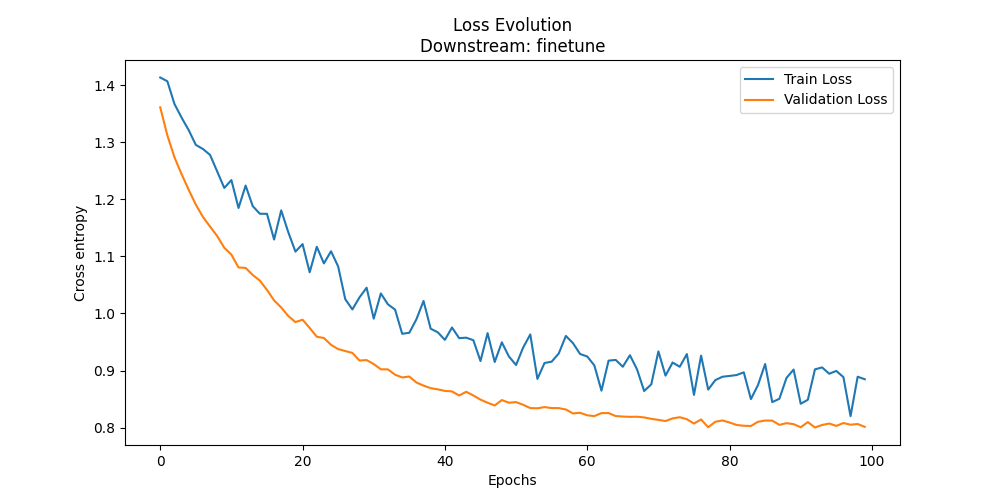 Loss Evolution
Downstream: finetune
Train Loss
Validation Loss
Cross entropy
1.4
1.3
1.2
1.1
1.0
0.9
0.8
0 20 40 60 80 100
Epochs